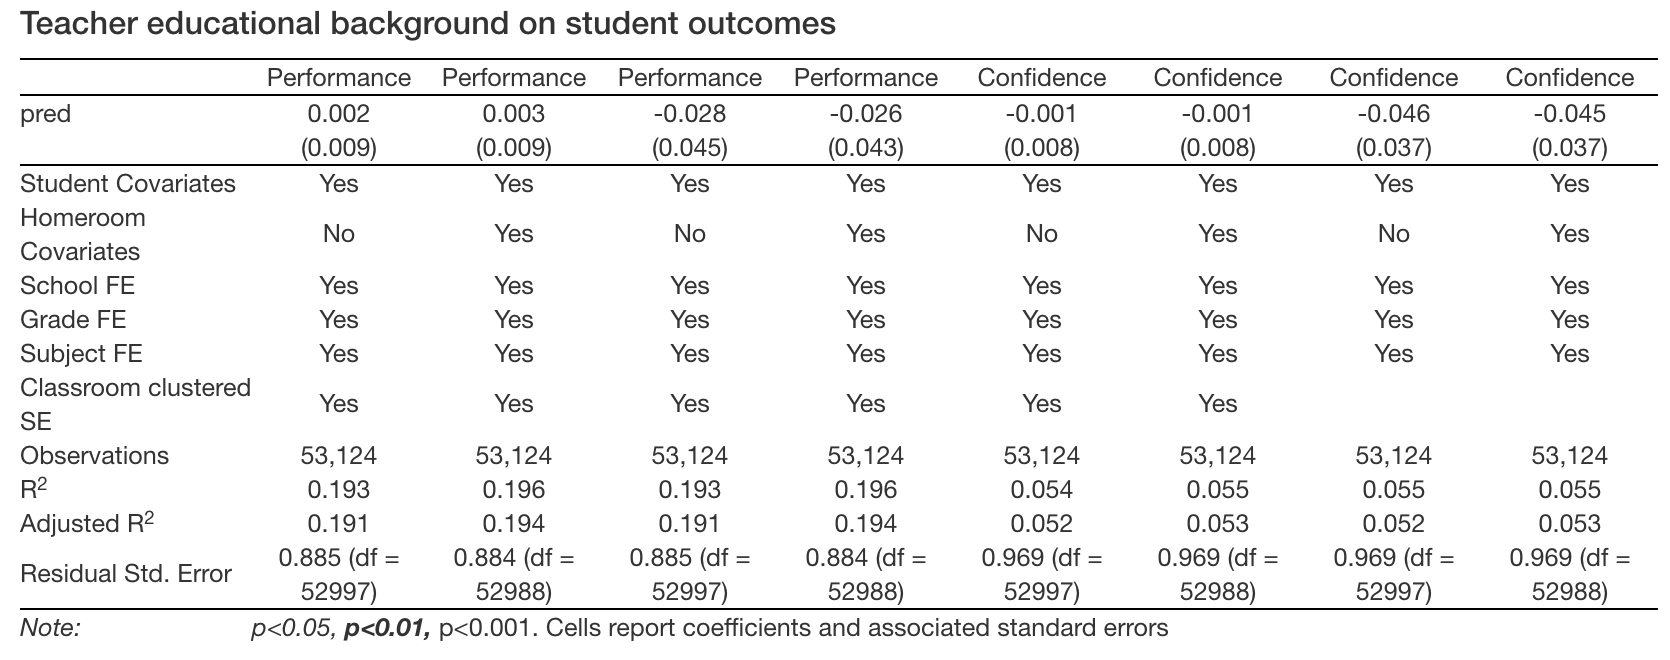 Teacher educational background on student outcomes
Performance Performance Performance Performance Confidence Confidence Confidence Confidence
pred 0.002 0.003 -0.028 -0.026 -0.001 -0.001 -0.046 -0.045
(0.009) (0.009) (0.045) (0.043) (0.008) (0.008) (0.037) (0.037)
Student Covariates Yes Yes Yes Yes Yes Yes Yes Yes
Homeroom
Covariates No Yes No Yes No Yes No Yes
School FE Yes Yes Yes Yes Yes Yes Yes Yes
Grade FE Yes Yes Yes Yes Yes Yes Yes Yes
Subject FE Yes Yes Yes Yes Yes Yes Yes Yes
Classroom clustered
SE Yes Yes Yes Yes Yes Yes
Observations 53,124 53,124 53,124 53,124 53,124 53,124 53,124 53,124
R² 0.193 0.196 0.193 0.196 0.054 0.055 0.055 0.055
Adjusted R² 0.191 0.194 0.191 0.194 0.052 0.053 0.052 0.053
Residual Std. Error 0.885 (df = 0.884 (df = 0.885 (df = 0.884 (df = 0.969 (df = 0.969 (df = 0.969 (df = 0.969 (df =
52997) 52988) 52997) 52988) 52997) 52988) 52997) 52988)
Note: p<0.05, p<0.01, p<0.001. Cells report coefficients and associated standard errors